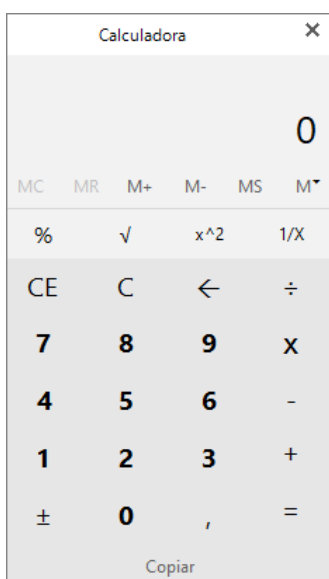 Calculadora ✕
0
MC MR M+ M- MS M▾
% √ x^2 1/X
CE C ← ÷
7 8 9 x
4 5 6 -
1 2 3 +
± 0 , =
Copiar